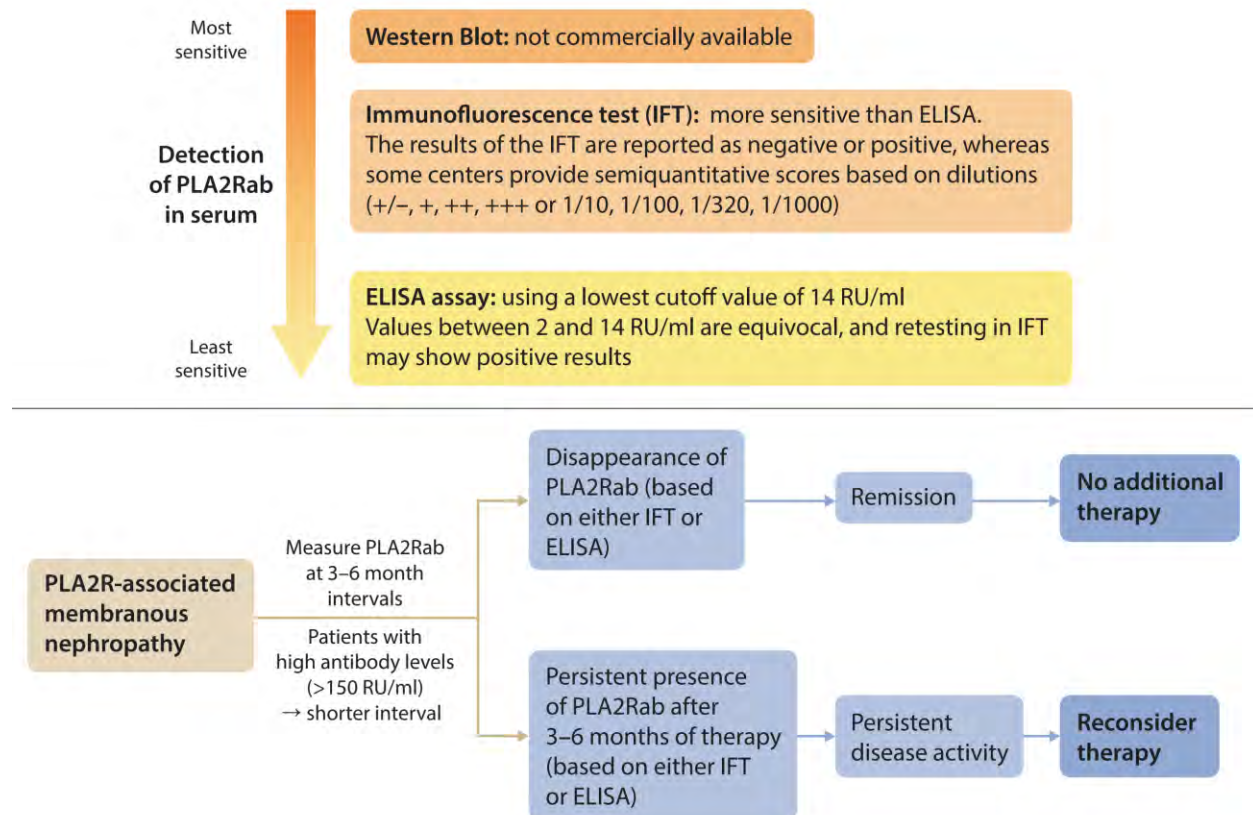 Most
sensitive
Detection
of PLA2Rab
in serum
Least
sensitive
Western Blot: not commercially available
Immunofluorescence test (IFT): more sensitive than ELISA.
The results of the IFT are reported as negative or positive, whereas
some centers provide semiquantitative scores based on dilutions
(+/–, +, ++, +++ or 1/10, 1/100, 1/320, 1/1000)
ELISA assay: using a lowest cutoff value of 14 RU/ml
Values between 2 and 14 RU/ml are equivocal, and retesting in IFT
may show positive results
PLA2R-associated
membranous
nephropathy
Measure PLA2Rab
at 3–6 month
intervals
Patients with
high antibody levels
(>150 RU/ml)
→ shorter interval
Disappearance of
PLA2Rab (based
on either IFT or
ELISA)
Remission
No additional
therapy
Persistent presence
of PLA2Rab after
3–6 months of therapy
(based on either IFT
or ELISA)
Persistent
disease activity
Reconsider
therapy